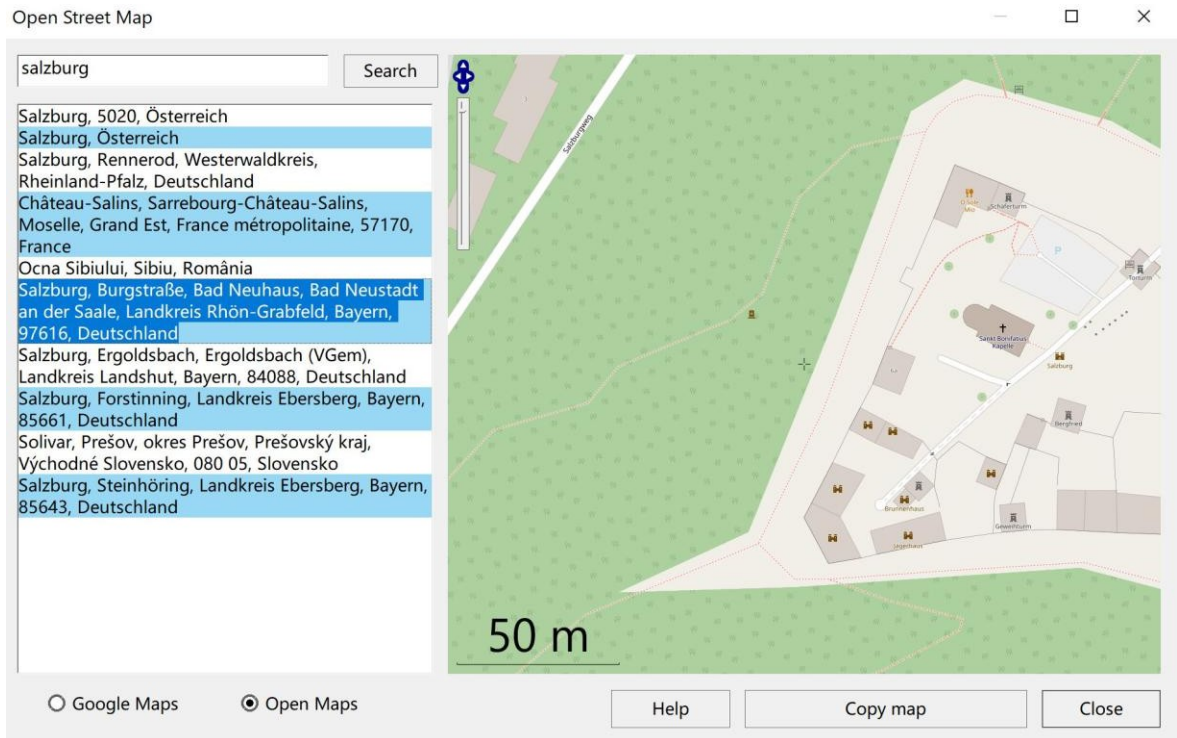 Open Street Map
salzburg
Search
Salzburg, 5020, Österreich
Salzburg, Österreich
Salzburg, Rennerod, Westerwaldkreis,
Rheinland-Pfalz, Deutschland
Château-Salins, Sarrebourg-Château-Salins,
Moselle, Grand Est, France métropolitaine, 57170,
France
Ocna Sibiului, Sibiu, România
Salzburg, Burgstraße, Bad Neuhaus, Bad Neustadt
an der Saale, Landkreis Rhön-Grabfeld, Bayern,
97616, Deutschland
Salzburg, Ergoldsbach, Ergoldsbach (VGem),
Landkreis Landshut, Bayern, 84088, Deutschland
Salzburg, Forstinning, Landkreis Ebersberg, Bayern,
85661, Deutschland
Solivar, Prešov, okres Prešov, Prešovský kraj,
Východné Slovensko, 080 05, Slovensko
Salzburg, Steinhöring, Landkreis Ebersberg, Bayern,
85643, Deutschland
Salzburgweg
Schäferturm
P
Torturm
Sankt Bonifatius
Kapelle
Salzburg
Bergfried
Brunnenhaus
Geweihturm
Jägerhaus
50 m
Google Maps
Open Maps
Help
Copy map
Close